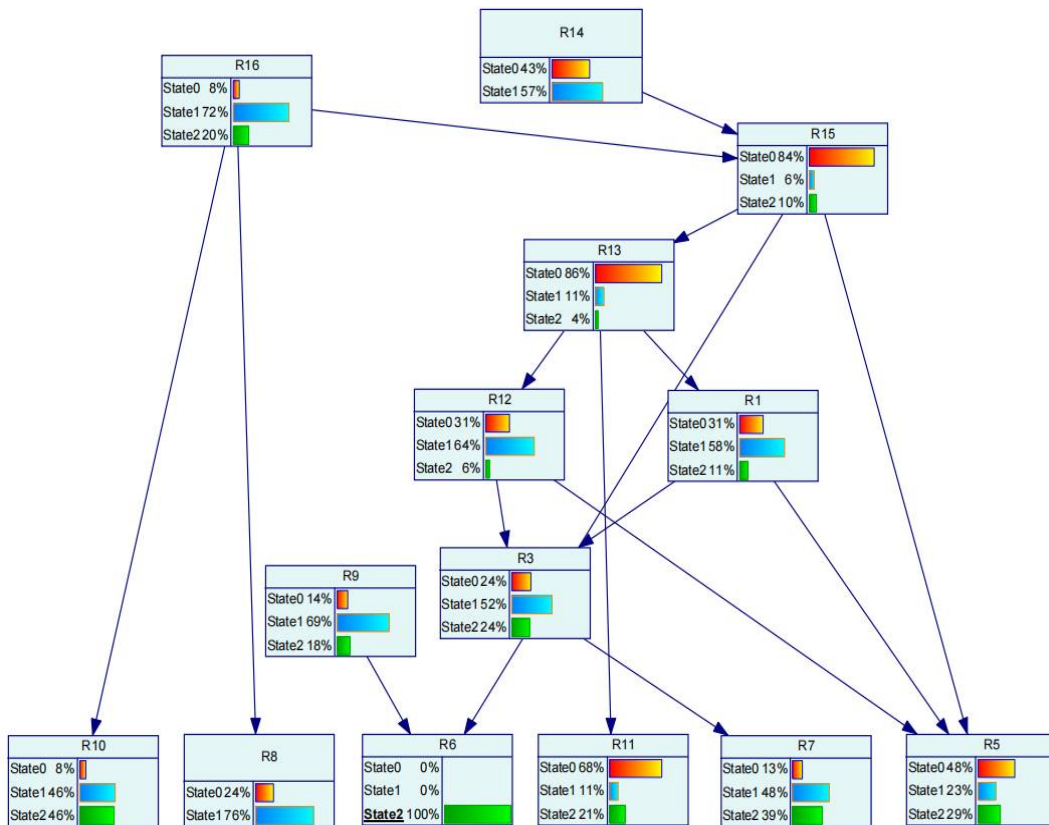 R14
State0 43%
State1 57%
R16
State0 8%
State1 72%
State2 20%
R15
State0 84%
State1 6%
State2 10%
R13
State0 86%
State1 11%
State2 4%
R12
State0 31%
State1 64%
State2 6%
R1
State0 31%
State1 58%
State2 11%
R3
State0 24%
State1 52%
State2 24%
R9
State0 14%
State1 69%
State2 18%
R10
State0 8%
State1 46%
State2 46%
R8
State0 24%
State1 76%
R6
State0 0%
State1 0%
State2 100%
R11
State0 68%
State1 11%
State2 21%
R7
State0 13%
State1 48%
State2 39%
R5
State0 48%
State1 23%
State2 29%